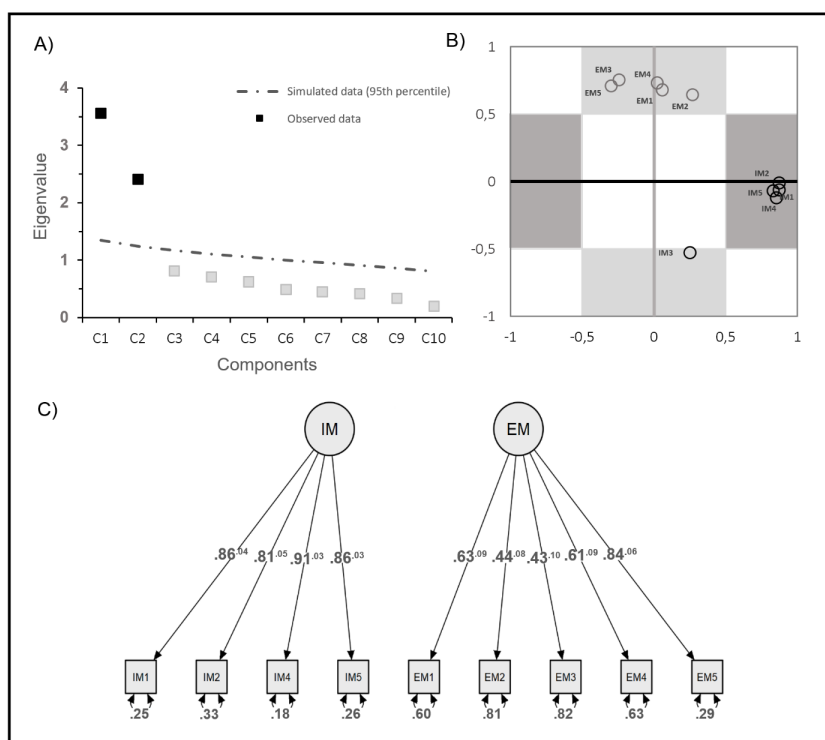 A)
4
3
2
1
0
Eigenvalue
Simulated data (95th percentile)
Observed data
C1 C2 C3 C4 C5 C6 C7 C8 C9 C10
Components
B)
1
0,5
0
-0,5
-1
-1 -0,5 0 0,5 1
EM3
EM4
EM5
EM1
EM2
IM2
IM5 IM1
IM4
IM3
C)
IM EM
.86.04 .81.05 .91.03 .86.03 .63.09 .44.08 .43.10 .61.09 .84.06
IM1 IM2 IM4 IM5 EM1 EM2 EM3 EM4 EM5
.25 .33 .18 .26 .60 .81 .82 .63 .29